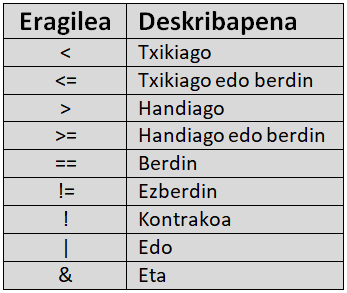 Eragilea Deskribapena
< Txikiago
<= Txikiago edo berdin
> Handiago
>= Handiago edo berdin
== Berdin
!= Ezberdin
! Kontrakoa
| Edo
& Eta